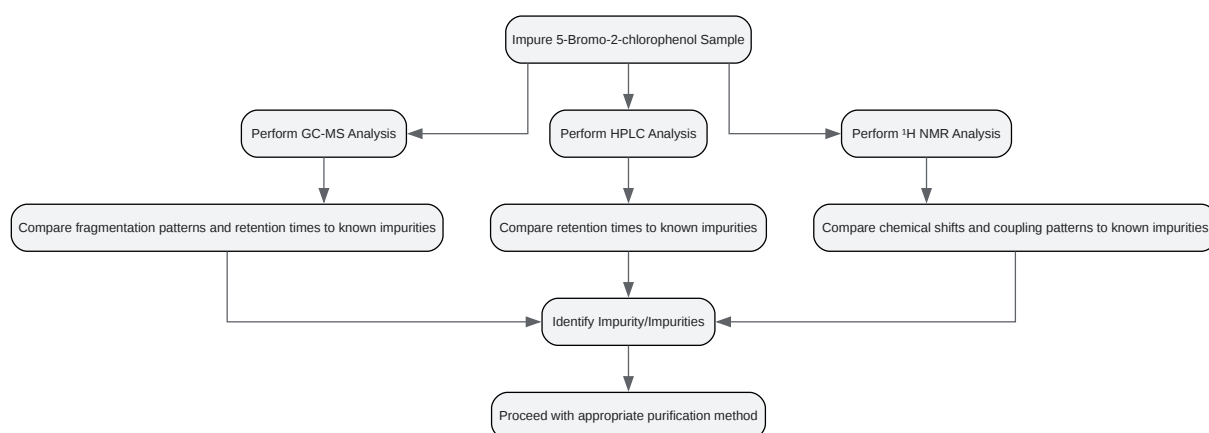 Impure 5-Bromo-2-chlorophenol Sample
Perform GC-MS Analysis
Perform HPLC Analysis
Perform ¹H NMR Analysis
Compare fragmentation patterns and retention times to known impurities
Compare retention times to known impurities
Compare chemical shifts and coupling patterns to known impurities
Identify Impurity/Impurities
Proceed with appropriate purification method